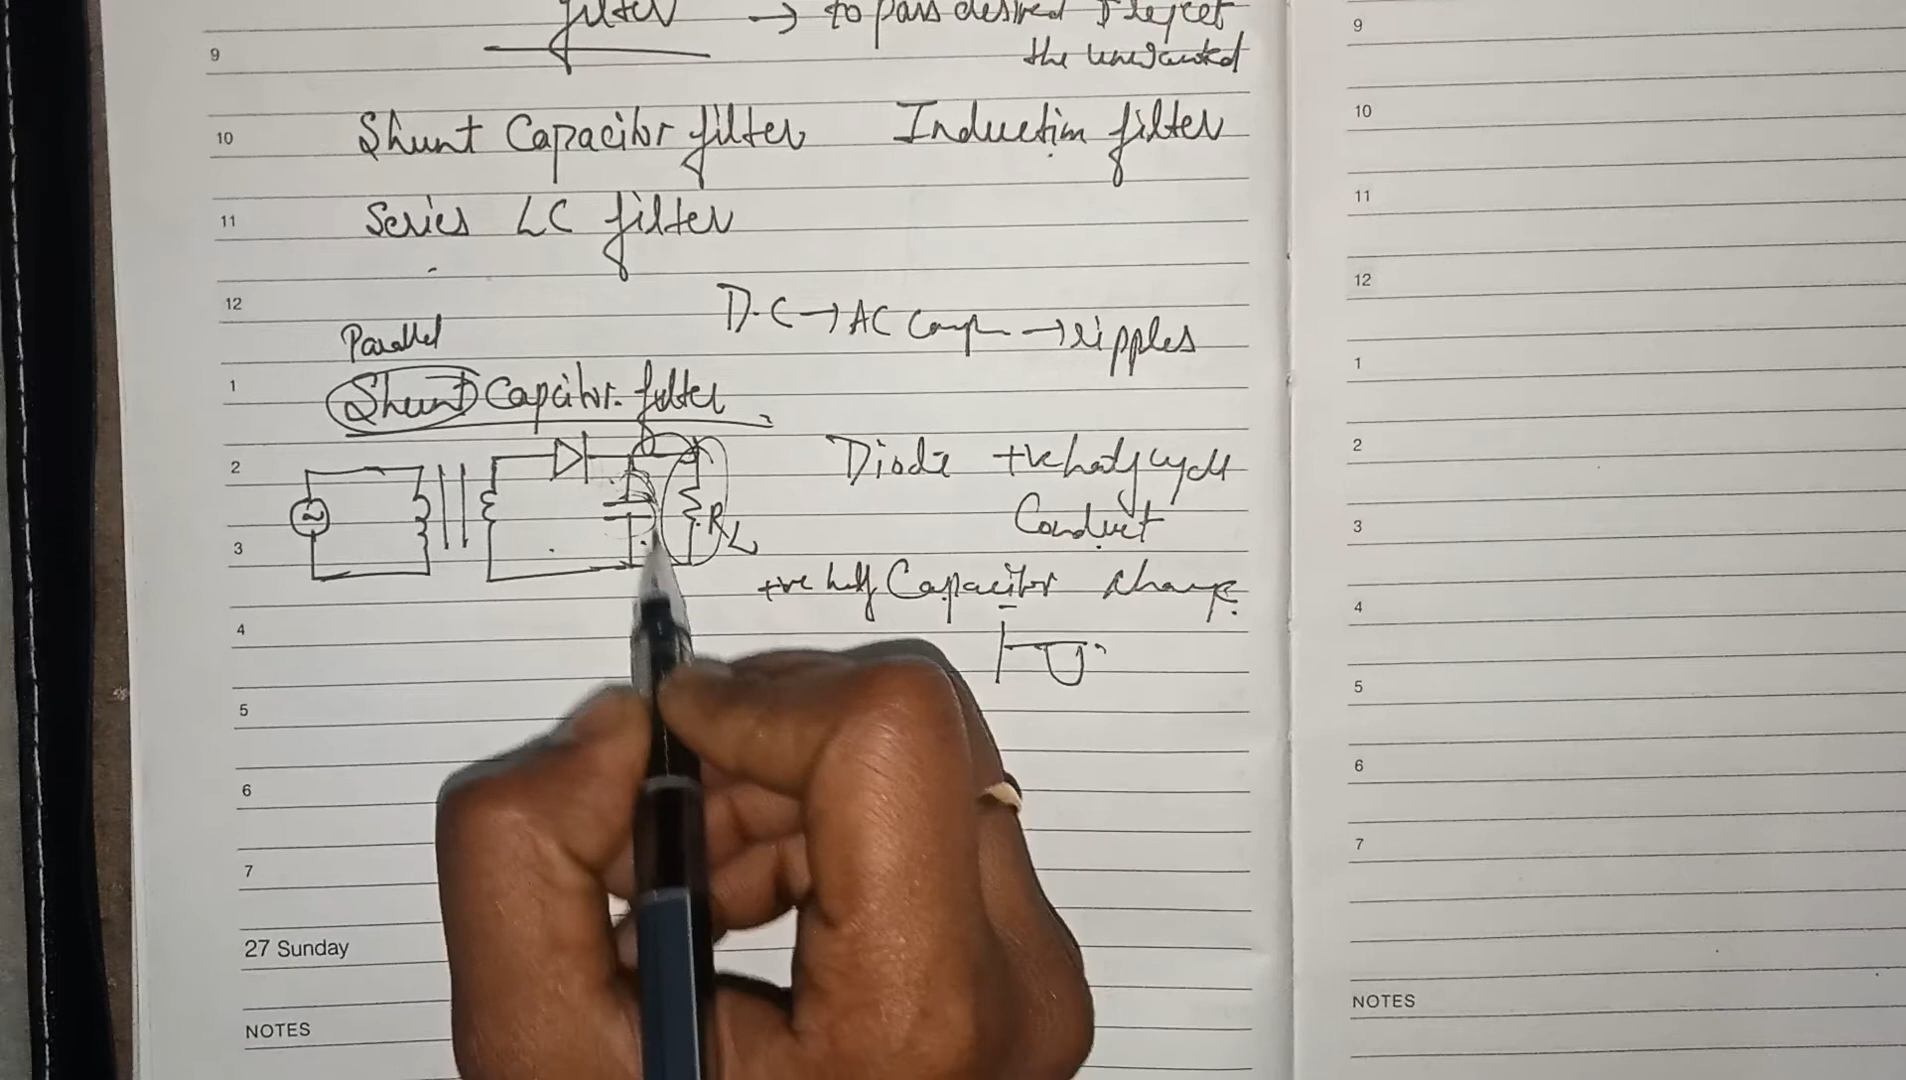 filter → to pass desired & reject
the unwanted
9
9
Shunt Capacitor filter Induction filter
10
10
Series LC filter
11
11
D.C → AC Comp → ripples
12
12
Parallel
Shunt Capcitor filter
1
1
Diode +ve half cycle
2
2
Conduct
RL
3
3
+ve half Capacitor charge
4
4
5
5
6
6
7
7
27 Sunday
NOTES
NOTES